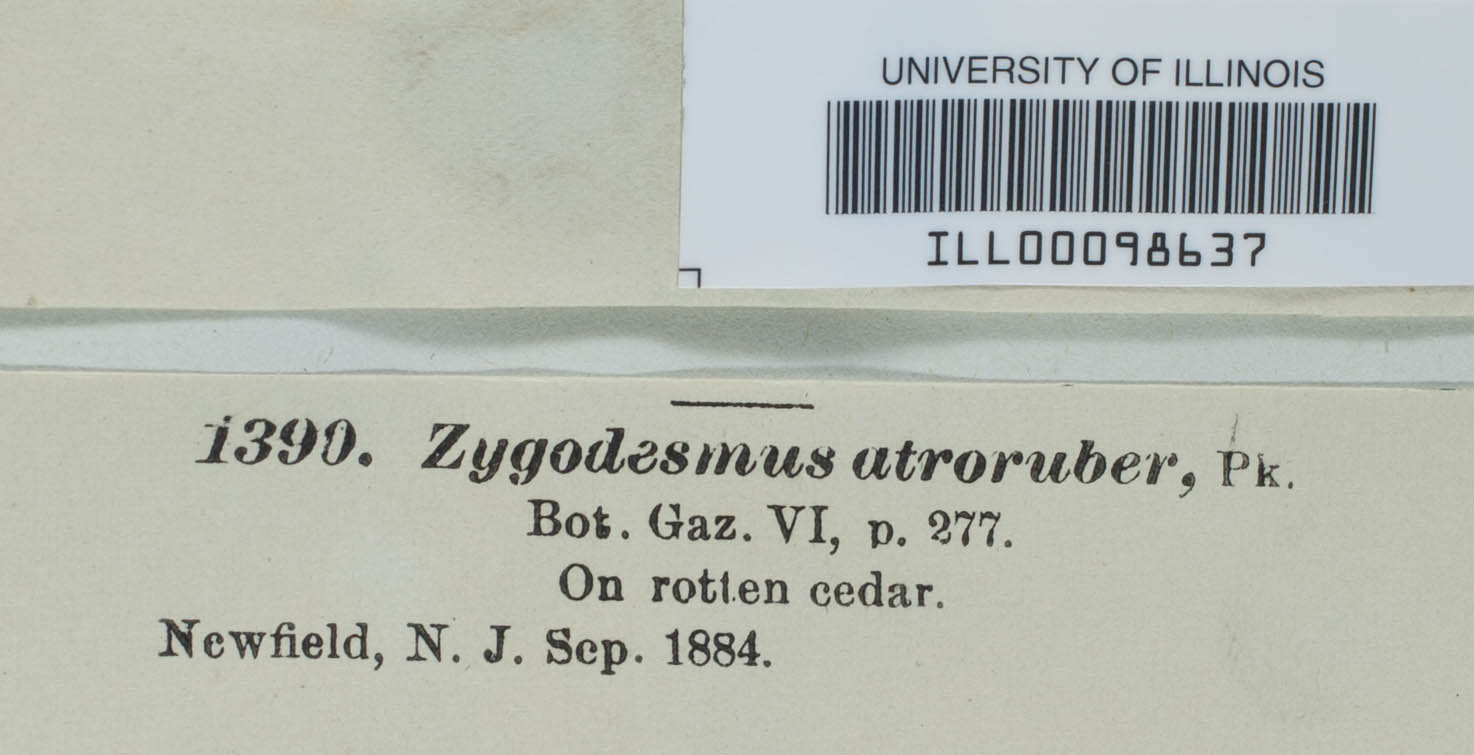 UNIVERSITY OF ILLINOIS
ILL00098637
1390. Zygodesmus atroruber, Pk.
Bot. Gaz. VI, p. 277.
On rotten cedar.
Newfield, N. J. Sep. 1884.